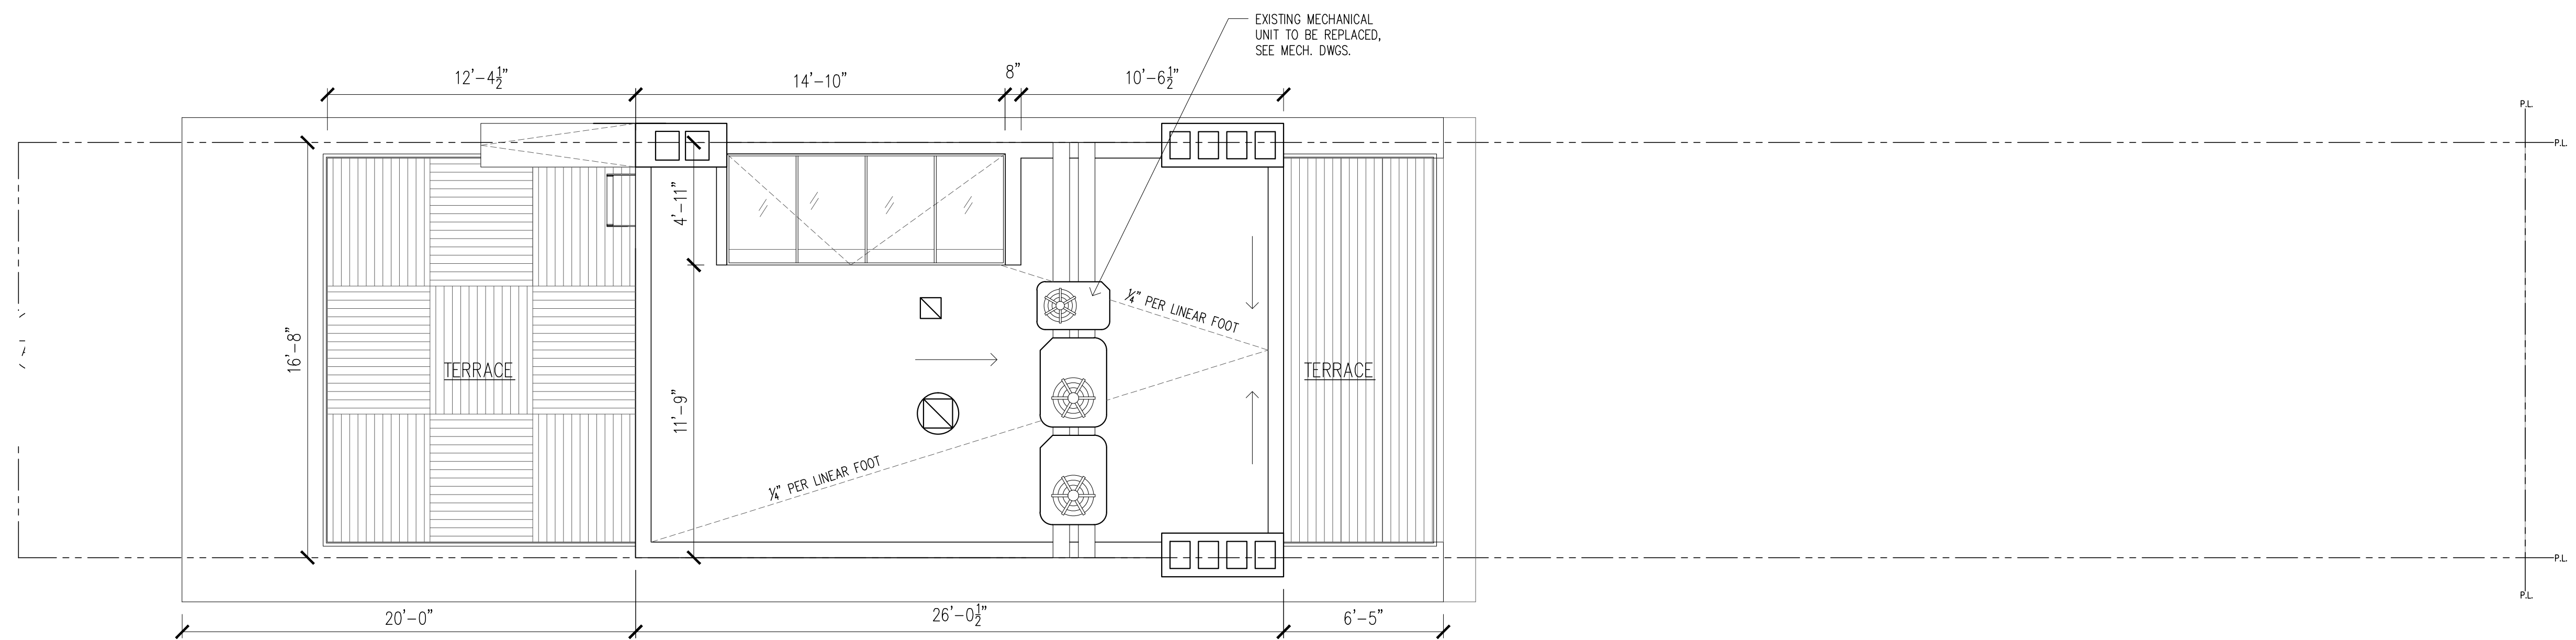 EXISTING MECHANICAL
UNIT TO BE REPLACED,
SEE MECH. DWGS.
12'-4½"
14'-10"
8"
10'-6½"
P.L.
P.L.
4'-11"
¼" PER LINEAR FOOT
16'-8"
TERRACE
TERRACE
11'-9"
¼" PER LINEAR FOOT
P.L.
P.L.
20'-0"
26'-0½"
6'-5"